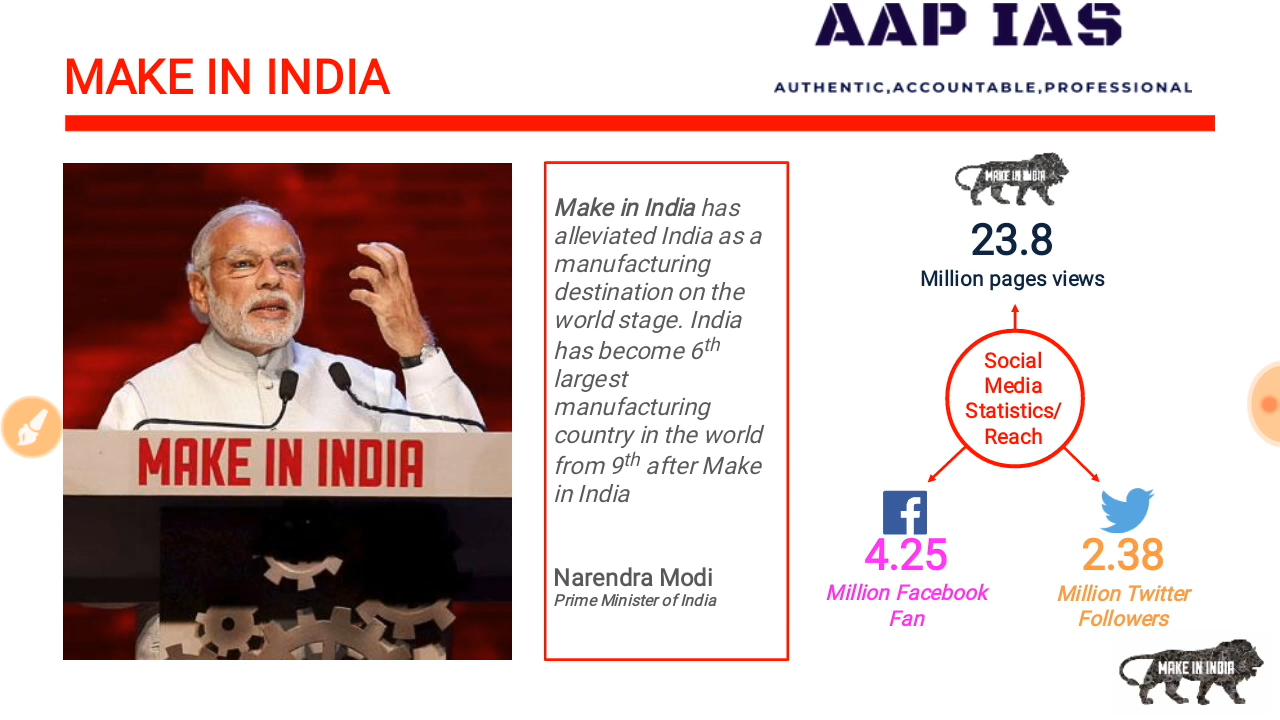 AAP IAS
AUTHENTIC,ACCOUNTABLE,PROFESSIONAL
MAKE IN INDIA
MAKE IN INDIA
Make in India has
alleviated India as a
manufacturing
destination on the
world stage. India
has become 6th
largest
manufacturing
country in the world
from 9th after Make
in India
Narendra Modi
Prime Minister of India
MAKE IN INDIA
23.8
Million pages views
Social
Media
Statistics/
Reach
4.25
Million Facebook
Fan
2.38
Million Twitter
Followers
MAKE IN INDIA